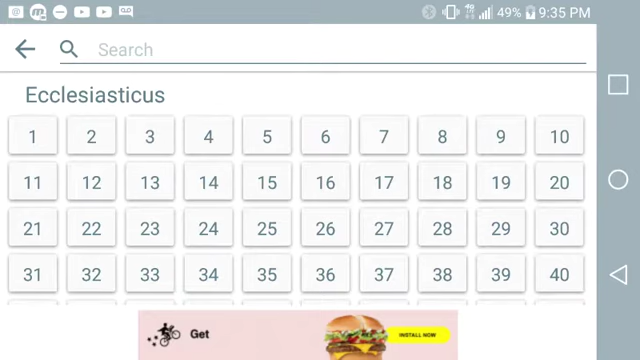 49% 9:35 PM
Search
Ecclesiasticus
1 2 3 4 5 6 7 8 9 10
11 12 13 14 15 16 17 18 19 20
21 22 23 24 25 26 27 28 29 30
31 32 33 34 35 36 37 38 39 40
Get INSTALL NOW